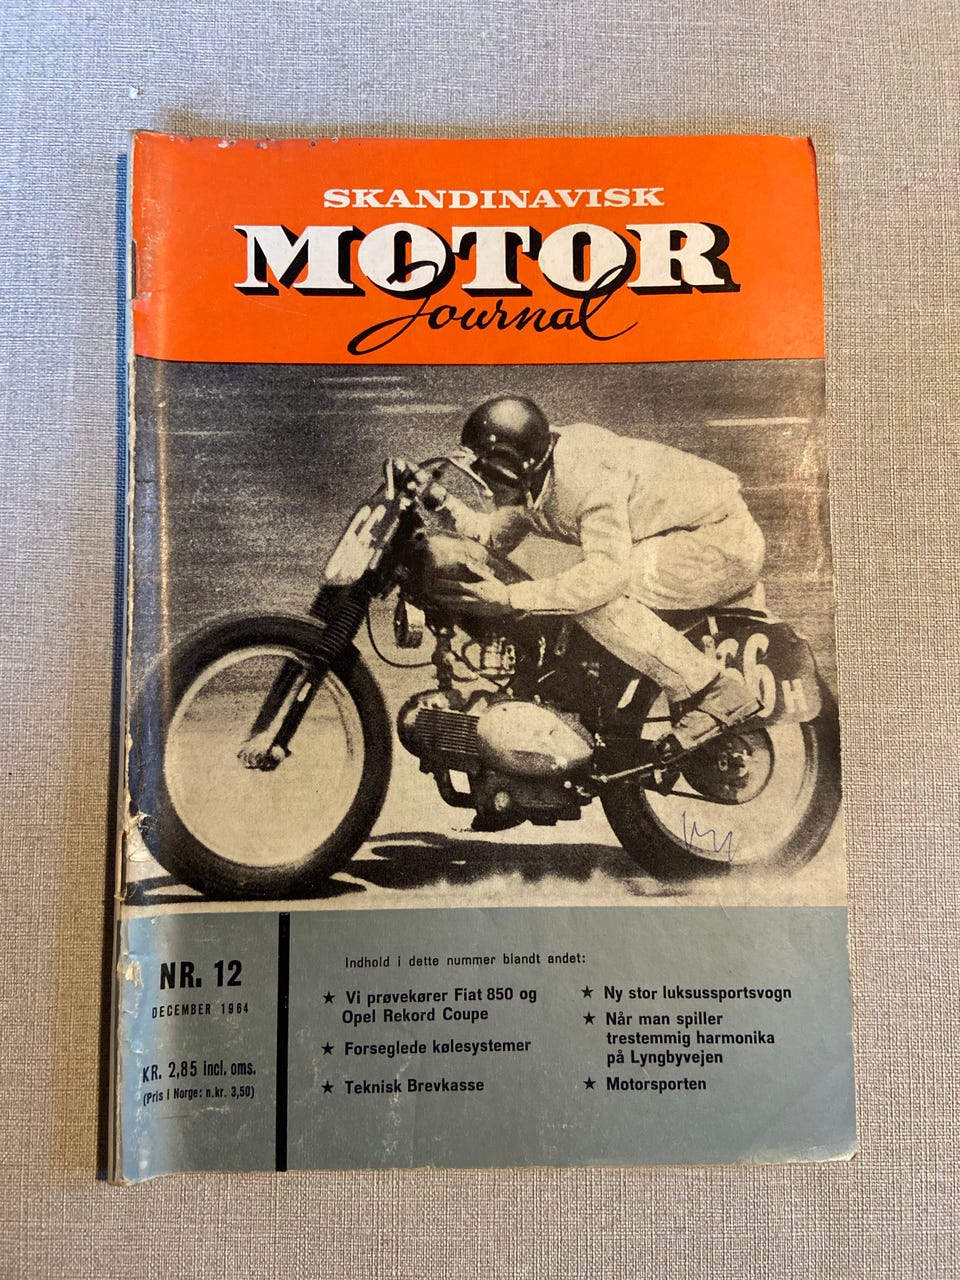 SKANDINAVISK
MOTOR
Journal
66 H
NR. 12
DECEMBER 1964
KR. 2,85 incl. oms.
(Pris i Norge: n.kr. 3,50)
Indhold i dette nummer blandt andet:
★ Vi prøvekører Fiat 850 og
Opel Rekord Coupe
★ Forseglede kølesystemer
★ Teknisk Brevkasse
★ Ny stor luksussportsvogn
★ Når man spiller
trestemmig harmonika
på Lyngbyvejen
★ Motorsporten